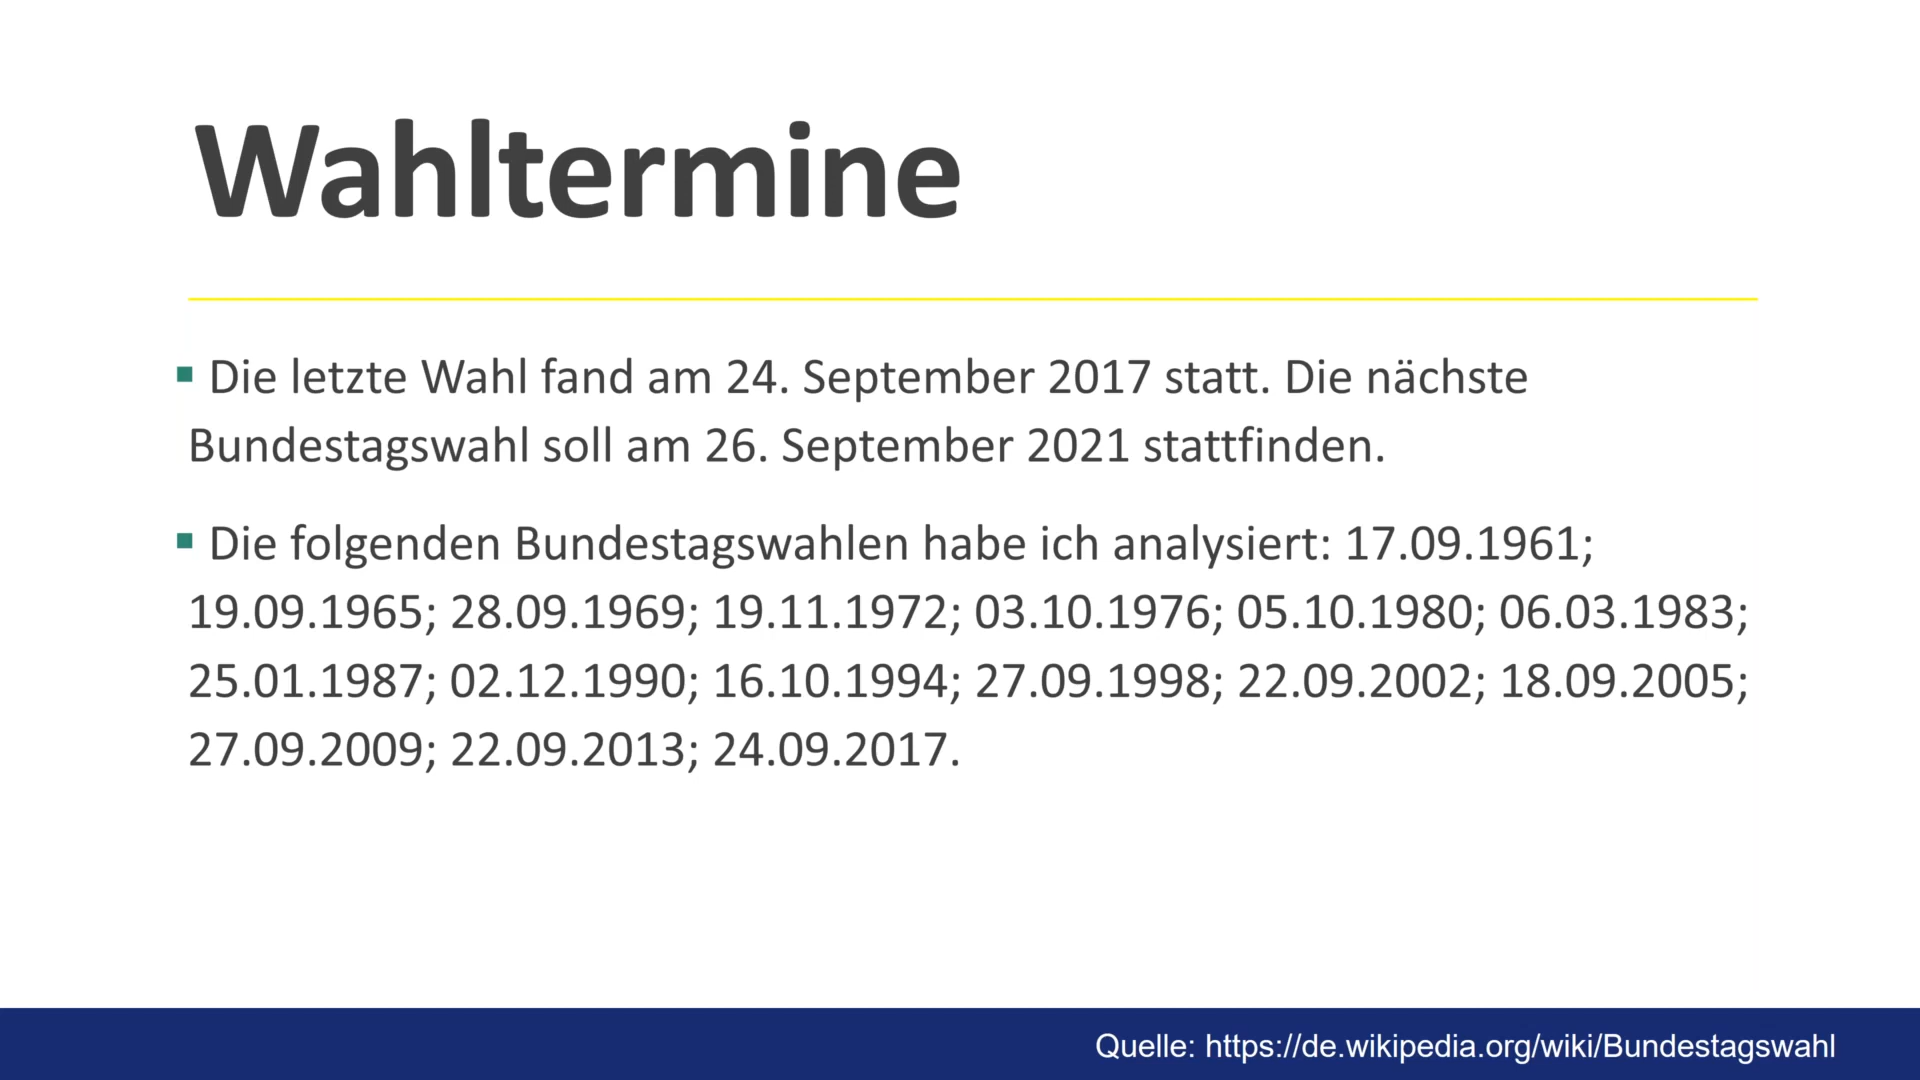 Wahltermine
▪ Die letzte Wahl fand am 24. September 2017 statt. Die nächste
Bundestagswahl soll am 26. September 2021 stattfinden.
▪ Die folgenden Bundestagswahlen habe ich analysiert: 17.09.1961;
19.09.1965; 28.09.1969; 19.11.1972; 03.10.1976; 05.10.1980; 06.03.1983;
25.01.1987; 02.12.1990; 16.10.1994; 27.09.1998; 22.09.2002; 18.09.2005;
27.09.2009; 22.09.2013; 24.09.2017.
Quelle: https://de.wikipedia.org/wiki/Bundestagswahl